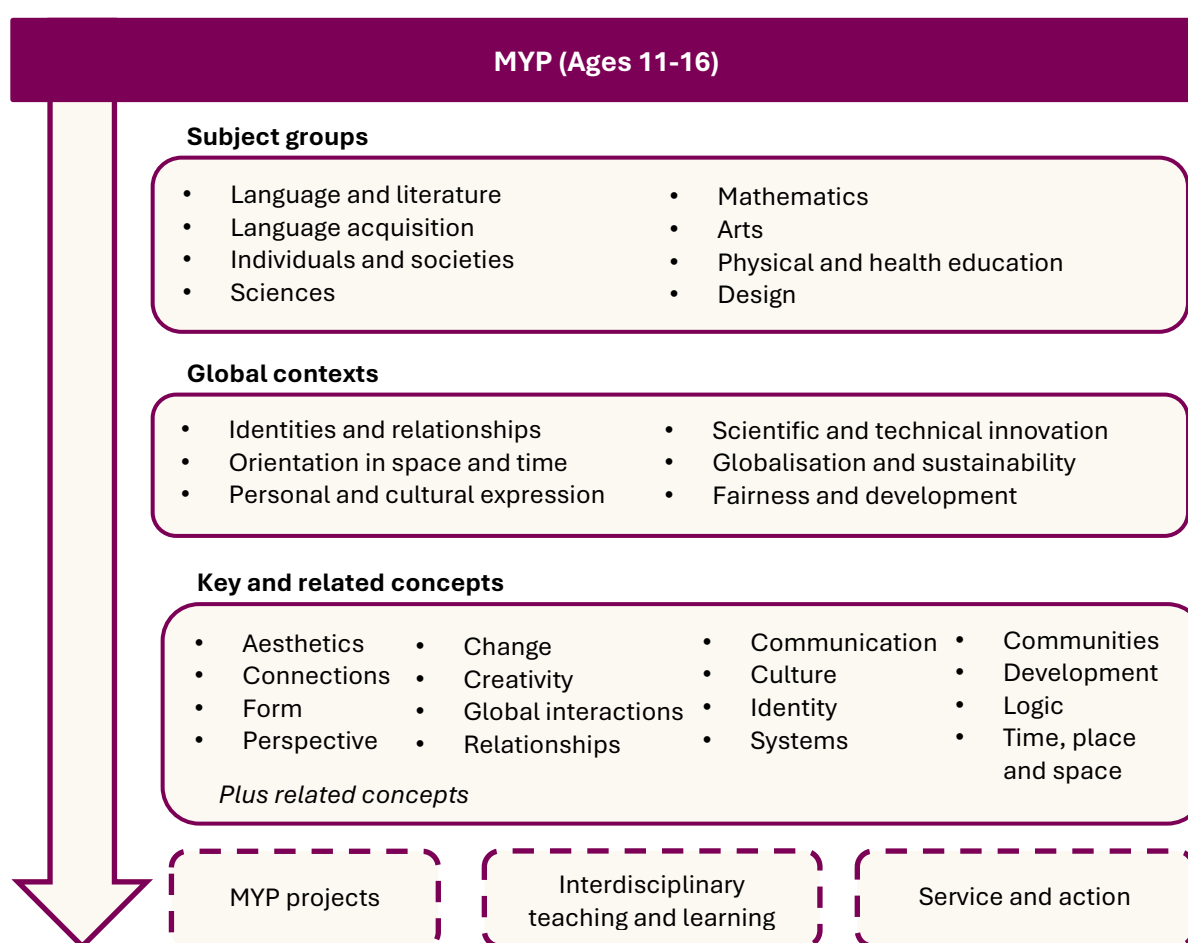 MYP (Ages 11-16)
Subject groups
• Language and literature
• Language acquisition
• Individuals and societies
• Sciences
• Mathematics
• Arts
• Physical and health education
• Design
Global contexts
• Identities and relationships
• Orientation in space and time
• Personal and cultural expression
• Scientific and technical innovation
• Globalisation and sustainability
• Fairness and development
Key and related concepts
• Aesthetics
• Connections
• Form
• Perspective
• Change
• Creativity
• Global interactions
• Relationships
• Communication
• Culture
• Identity
• Systems
• Communities
• Development
• Logic
• Time, place
and space
Plus related concepts
MYP projects
Interdisciplinary
teaching and learning
Service and action